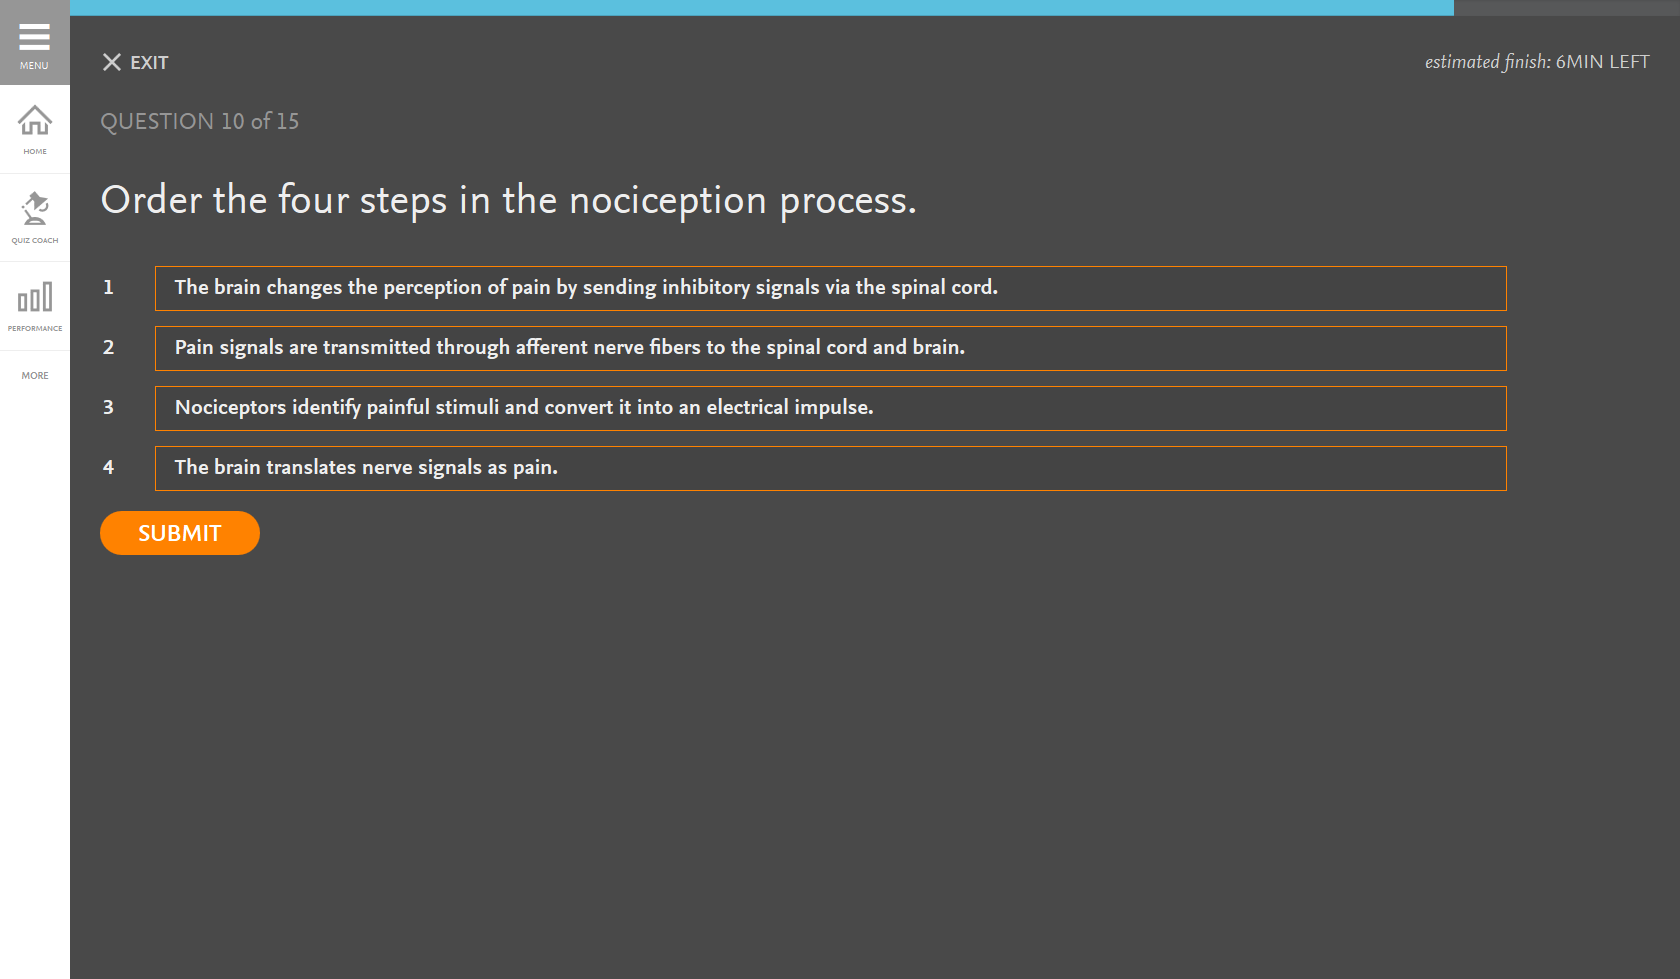 MENU
HOME
QUIZ COACH
PERFORMANCE
MORE
EXIT
estimated finish: 6MIN LEFT
QUESTION 10 of 15
Order the four steps in the nociception process.
1 The brain changes the perception of pain by sending inhibitory signals via the spinal cord.
2 Pain signals are transmitted through afferent nerve fibers to the spinal cord and brain.
3 Nociceptors identify painful stimuli and convert it into an electrical impulse.
4 The brain translates nerve signals as pain.
SUBMIT